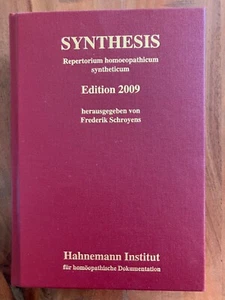 SYNTHESIS
Repertorium homoeopathicum
syntheticum
Edition 2009
herausgegeben von
Frederik Schroyens
Hahnemann Institut
für homöopathische Dokumentation